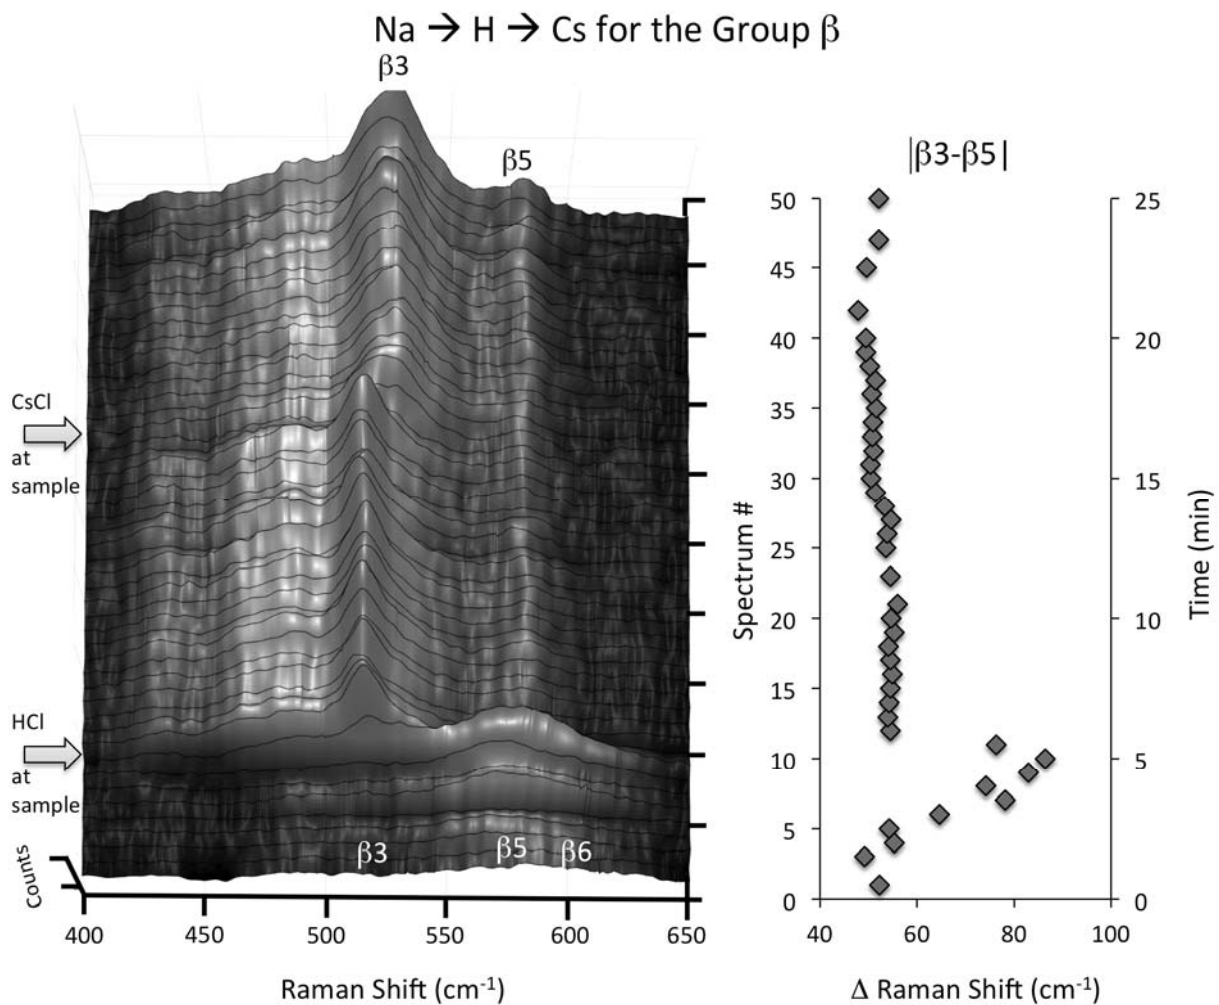 Na → H → Cs for the Group β
β3
β5
CsCl
at
sample
HCl
at
sample
Counts
β3
β5
β6
400
450
500
550
600
650
Raman Shift (cm⁻¹)
|β3-β5|
50
45
40
35
30
25
20
15
10
5
0
Spectrum #
25
20
15
10
5
0
Time (min)
40
60
80
100
Δ Raman Shift (cm⁻¹)